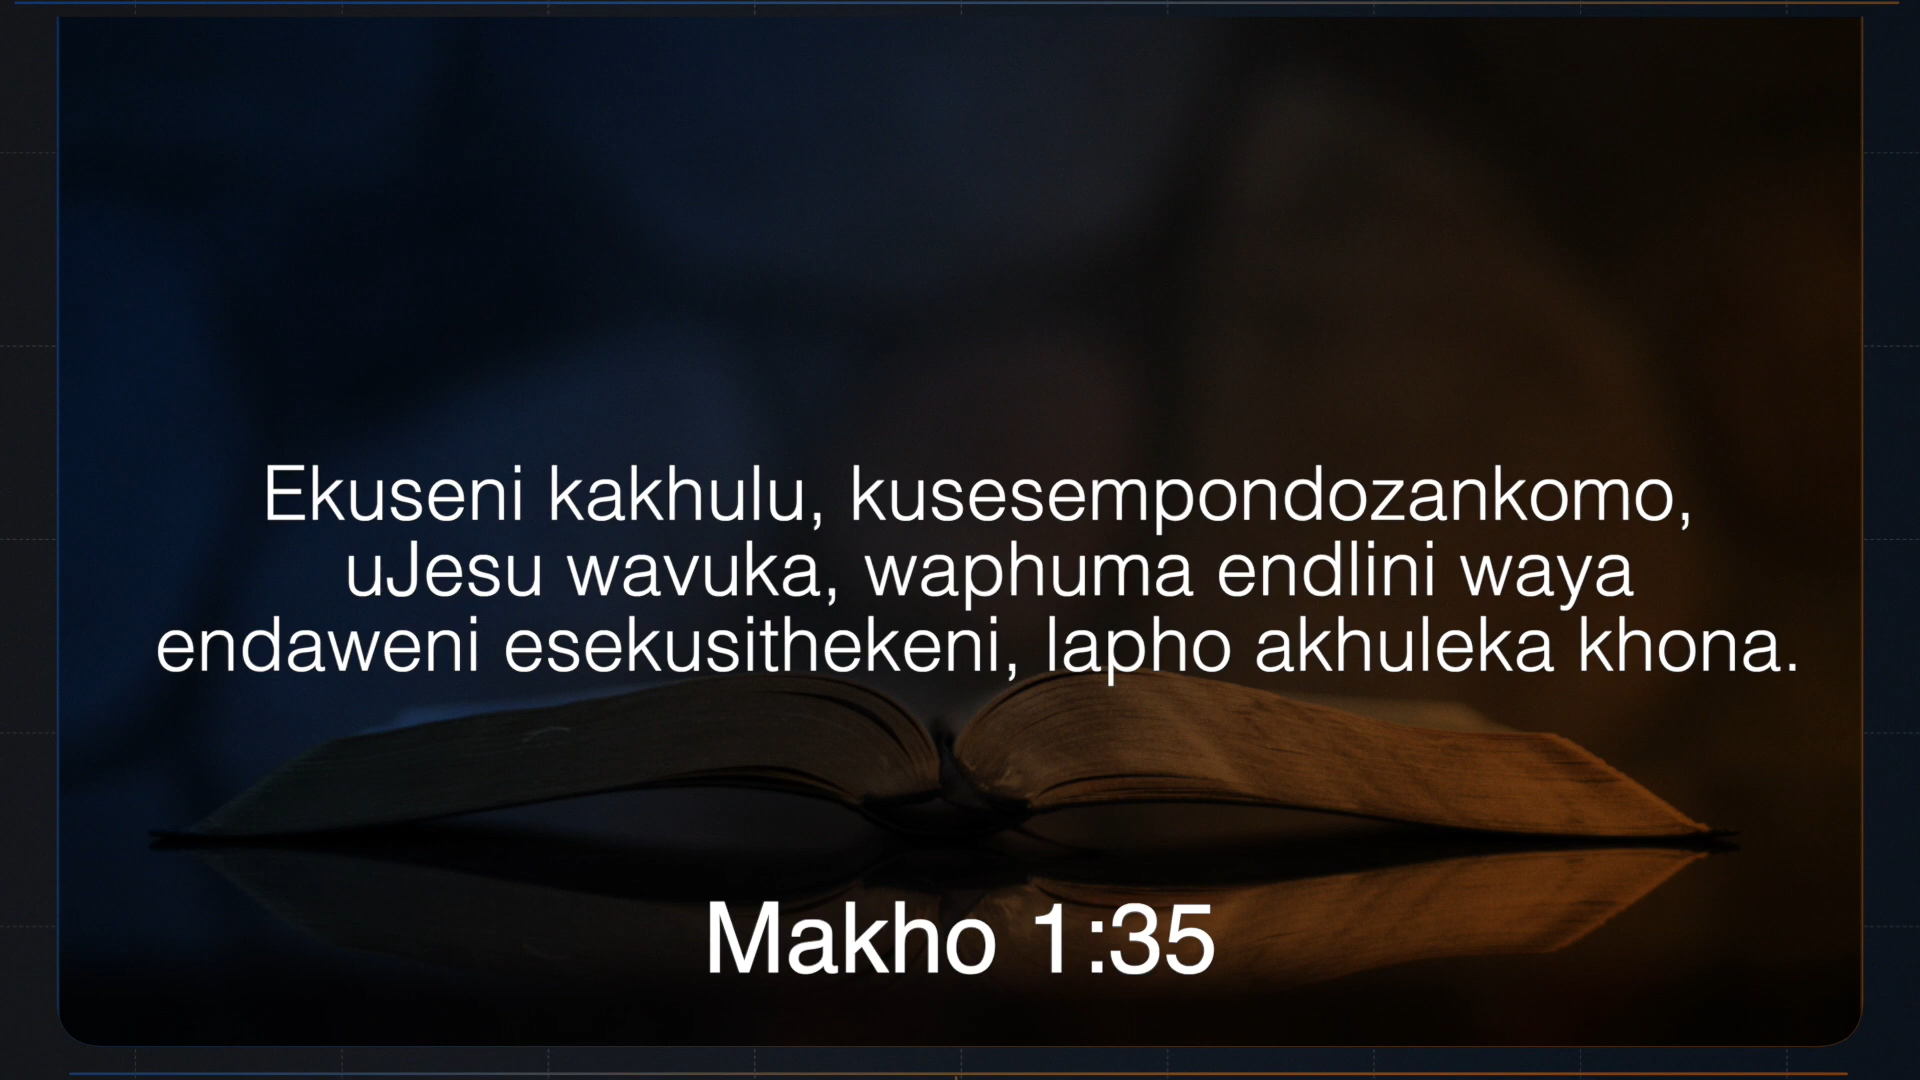 Ekuseni kakhulu, kusesempondozankomo,
uJesu wavuka, waphuma endlini waya
endaweni esekusithekeni, lapho akhuleka khona.
Makho 1:35